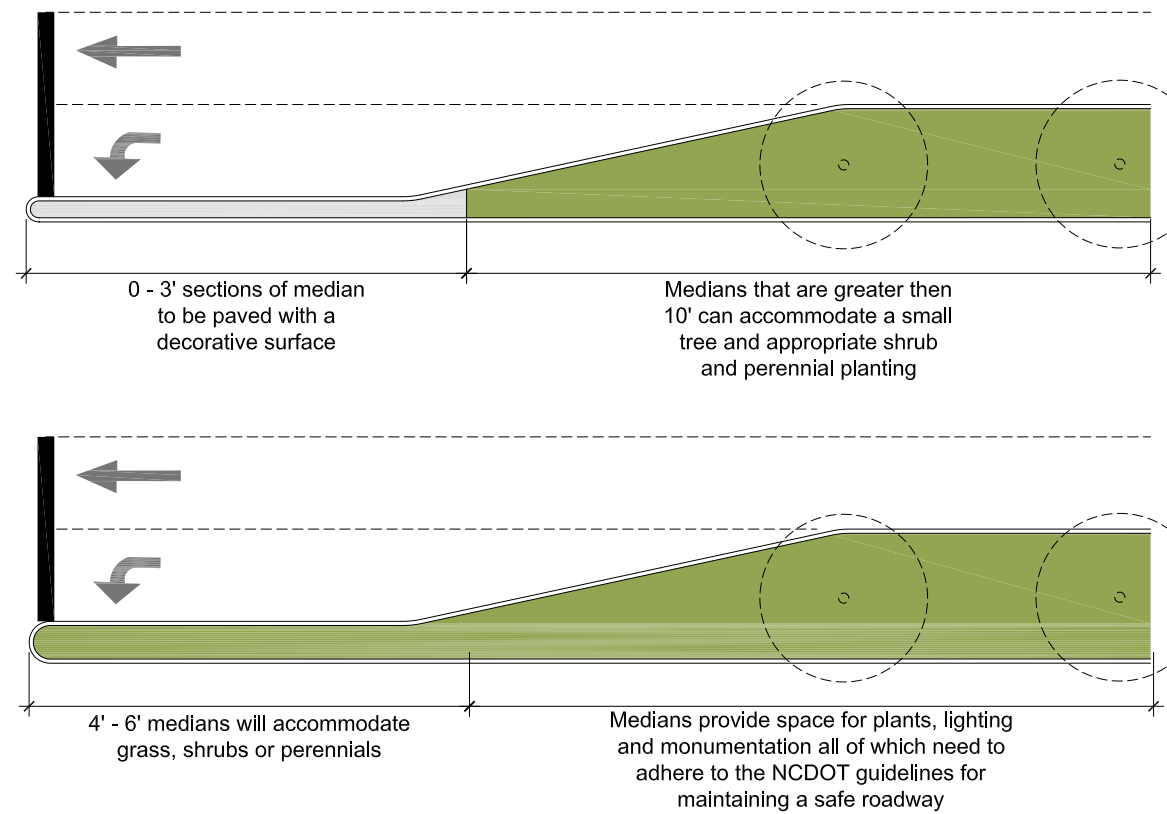 0 - 3' sections of median
to be paved with a
decorative surface
Medians that are greater then
10' can accommodate a small
tree and appropriate shrub
and perennial planting
4' - 6' medians will accommodate
grass, shrubs or perennials
Medians provide space for plants, lighting
and monumentation all of which need to
adhere to the NCDOT guidelines for
maintaining a safe roadway